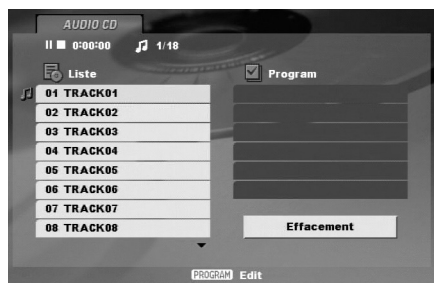 AUDIO CD
0:00:00 1/18
Liste
Program
01 TRACK01
02 TRACK02
03 TRACK03
04 TRACK04
05 TRACK05
06 TRACK06
07 TRACK07
08 TRACK08
Effacement
PROGRAM Edit